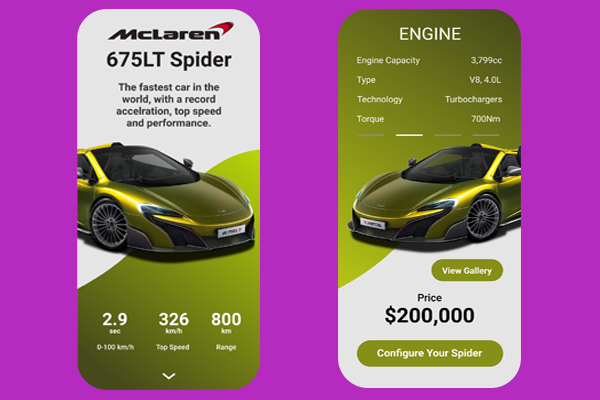 McLaren
675LT Spider
The fastest car in the
world, with a record
accelration, top speed
and performance.
2.9 326 800
sec km/h km
0-100 km/h Top Speed Range
ENGINE
Engine Capacity 3,799cc
Type V8, 4.0L
Technology Turbochargers
Torque 700Nm
View Gallery
Price
$200,000
Configure Your Spider